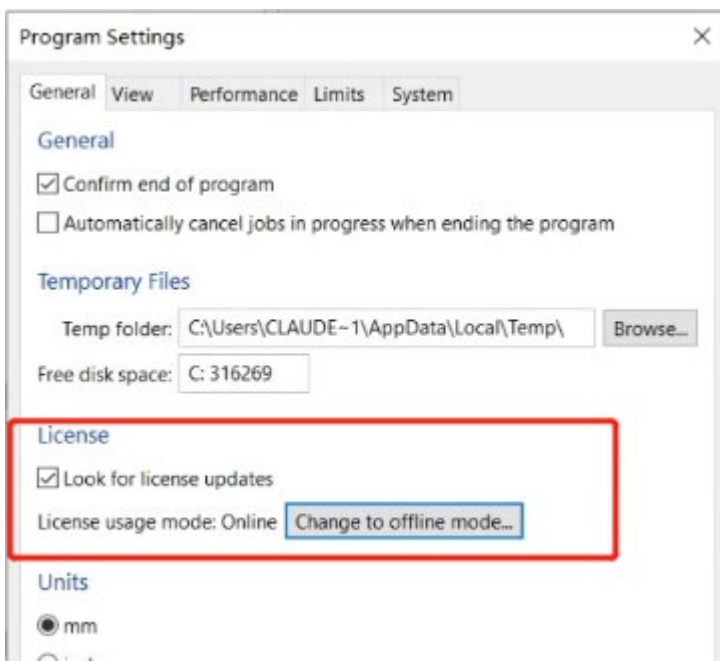 Program Settings
General View Performance Limits System
General
Confirm end of program
Automatically cancel jobs in progress when ending the program
Temporary Files
Temp folder: C:\Users\CLAUDE~1\AppData\Local\Temp\ Browse...
Free disk space: C: 316269
License
Look for license updates
License usage mode: Online Change to offline mode...
Units
mm